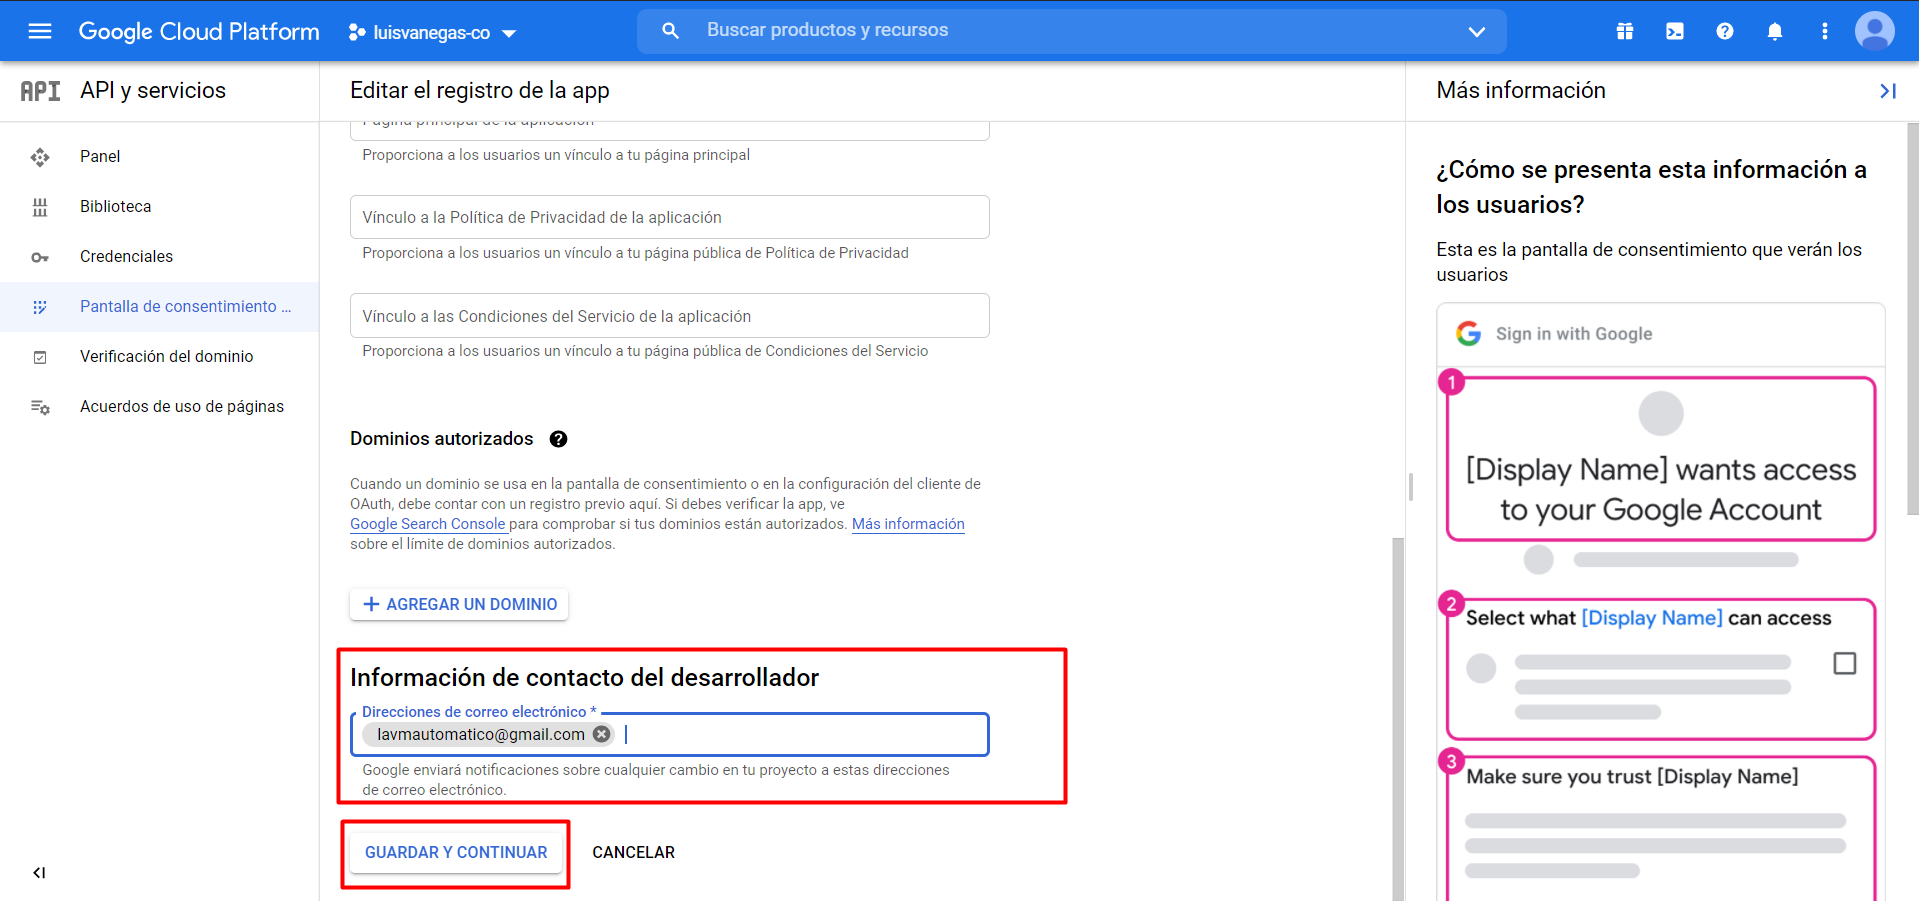 Google Cloud Platform
luisvanegas-co
Buscar productos y recursos
API
API y servicios
Panel
Biblioteca
Credenciales
Pantalla de consentimiento ...
Verificación del dominio
Acuerdos de uso de páginas
Editar el registro de la app
Página principal de la aplicación
Proporciona a los usuarios un vínculo a tu página principal
Vínculo a la Política de Privacidad de la aplicación
Proporciona a los usuarios un vínculo a tu página pública de Política de Privacidad
Vínculo a las Condiciones del Servicio de la aplicación
Proporciona a los usuarios un vínculo a tu página pública de Condiciones del Servicio
Dominios autorizados
Cuando un dominio se usa en la pantalla de consentimiento o en la configuración del cliente de
OAuth, debe contar con un registro previo aquí. Si debes verificar la app, ve
Google Search Console para comprobar si tus dominios están autorizados. Más información
sobre el límite de dominios autorizados.
AGREGAR UN DOMINIO
Información de contacto del desarrollador
Direcciones de correo electrónico *
lavmautomatico@gmail.com
Google enviará notificaciones sobre cualquier cambio en tu proyecto a estas direcciones
de correo electrónico.
GUARDAR Y CONTINUAR
CANCELAR
Más información
¿Cómo se presenta esta información a
los usuarios?
Esta es la pantalla de consentimiento que verán los
usuarios
Sign in with Google
1
[Display Name] wants access
to your Google Account
2
Select what [Display Name] can access
3
Make sure you trust [Display Name]